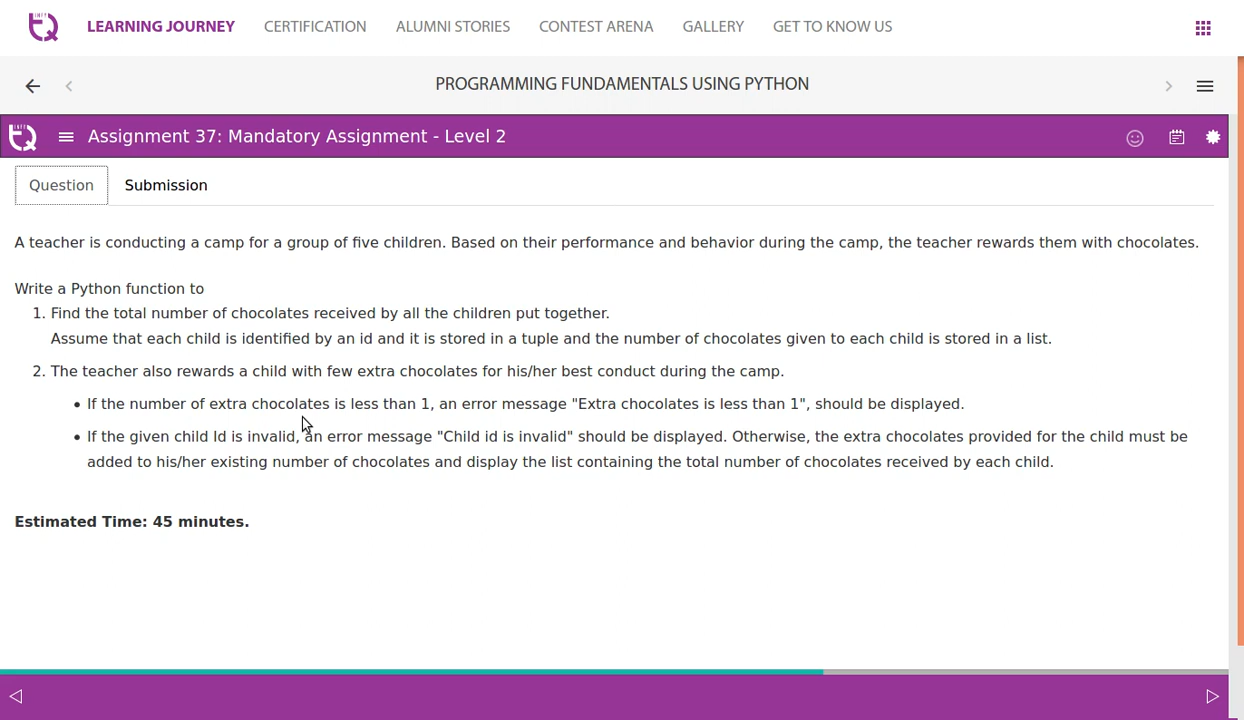 LEARNING JOURNEY CERTIFICATION ALUMNI STORIES CONTEST ARENA GALLERY GET TO KNOW US
PROGRAMMING FUNDAMENTALS USING PYTHON
Assignment 37: Mandatory Assignment - Level 2
Question Submission
A teacher is conducting a camp for a group of five children. Based on their performance and behavior during the camp, the teacher rewards them with chocolates.
Write a Python function to
1. Find the total number of chocolates received by all the children put together.
Assume that each child is identified by an id and it is stored in a tuple and the number of chocolates given to each child is stored in a list.
2. The teacher also rewards a child with few extra chocolates for his/her best conduct during the camp.
• If the number of extra chocolates is less than 1, an error message "Extra chocolates is less than 1", should be displayed.
• If the given child Id is invalid, an error message "Child id is invalid" should be displayed. Otherwise, the extra chocolates provided for the child must be
added to his/her existing number of chocolates and display the list containing the total number of chocolates received by each child.
Estimated Time: 45 minutes.